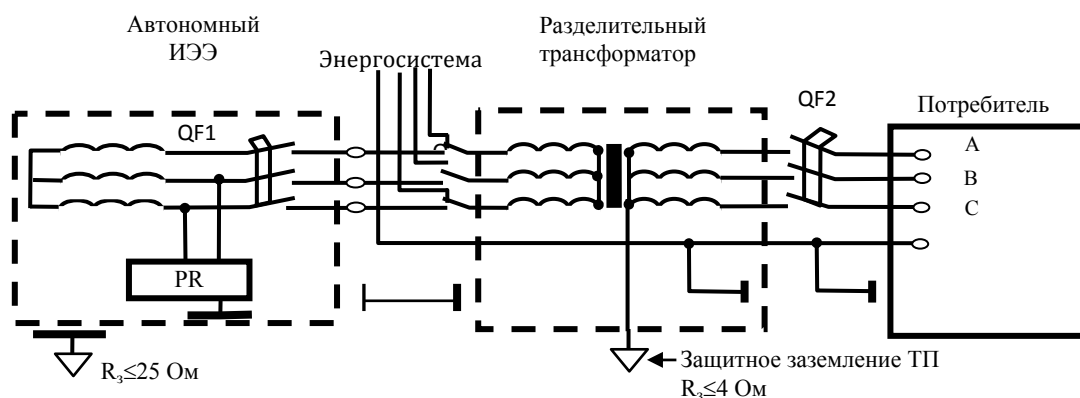 Автономный
ИЭЭ
Энергосистема
Разделительный
трансформатор
QF1
QF2
Потребитель
A
B
C
PR
Rз≤25 Ом
Защитное заземление ТП
Rз≤4 Ом